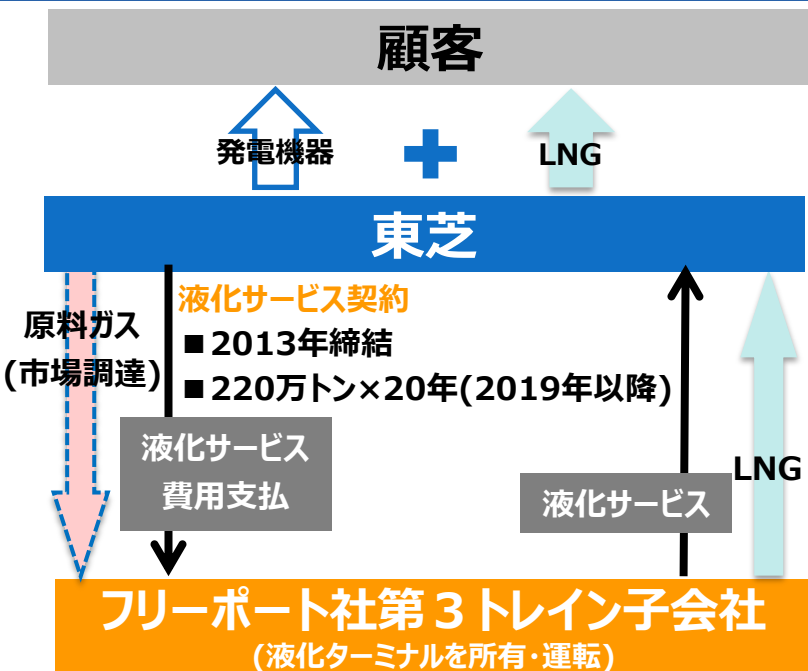 顧客
発電機器
LNG
東芝
原料ガス
(市場調達)
液化サービス契約
■2013年締結
■220万トン×20年(2019年以降)
液化サービス
費用支払
液化サービス
LNG
フリーポート社第３トレイン子会社
(液化ターミナルを所有・運転)